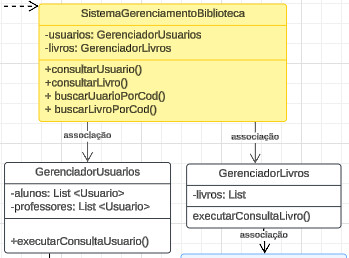 SistemaGerenciamentoBiblioteca
-usuarios: GerenciadorUsuarios
-livros: GerenciadorLivros
+consultarUsuario()
+consultarLivro()
+ buscarUuarioPorCod()
+ buscarLivroPorCod()
associação
associação
GerenciadorUsuarios
-alunos: List <Usuario>
-professores: List <Usuario>
+executarConsultaUsuario()
GerenciadorLivros
-livros: List
executarConsultaLivro()
associação